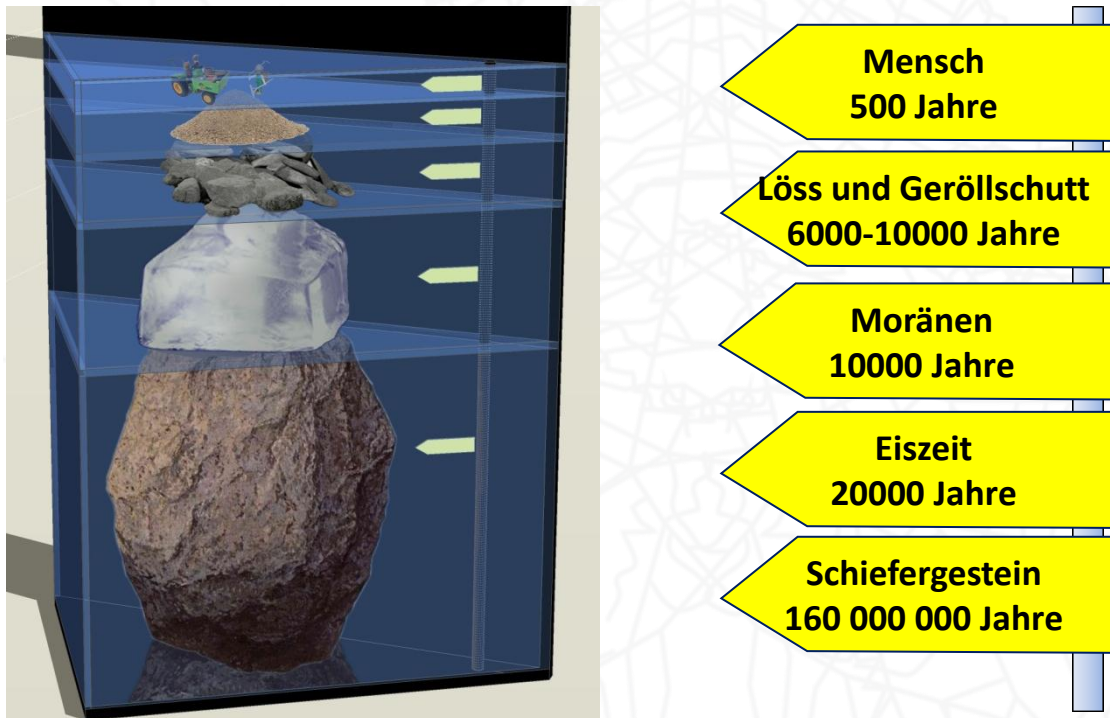 Mensch
500 Jahre
Löss und Geröllschutt
6000-10000 Jahre
Moränen
10000 Jahre
Eiszeit
20000 Jahre
Schiefergestein
160 000 000 Jahre